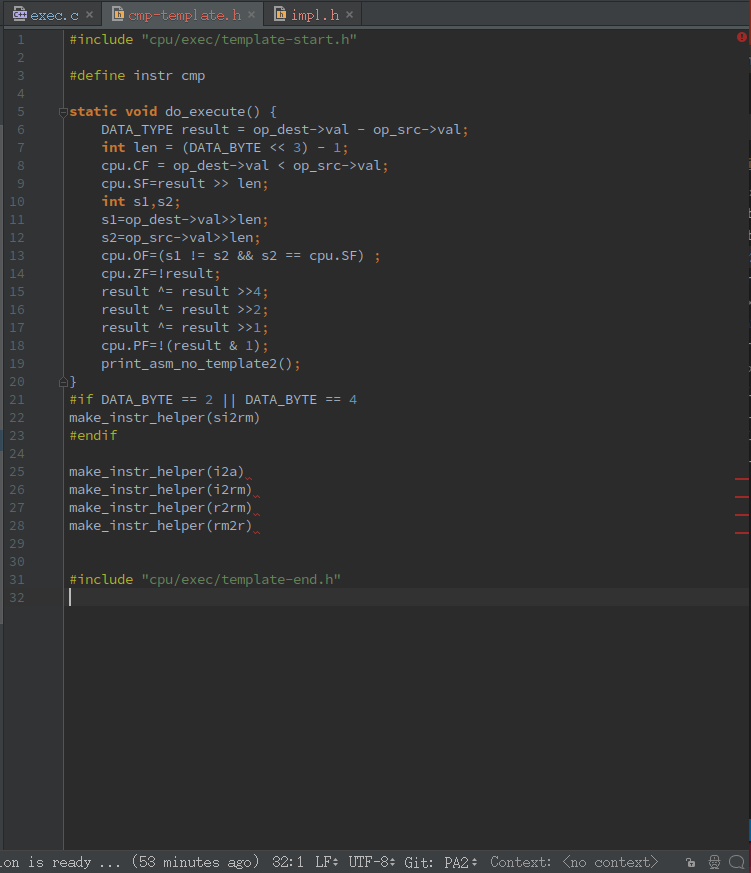 exec.c × cmp-template.h × impl.h ×
1 #include "cpu/exec/template-start.h"
2
3 #define instr cmp
4
5 static void do_execute() {
6     DATA_TYPE result = op_dest->val - op_src->val;
7     int len = (DATA_BYTE << 3) - 1;
8     cpu.CF = op_dest->val < op_src->val;
9     cpu.SF=result >> len;
10     int s1,s2;
11     s1=op_dest->val>>len;
12     s2=op_src->val>>len;
13     cpu.OF=(s1 != s2 && s2 == cpu.SF) ;
14     cpu.ZF=!result;
15     result ^= result >>4;
16     result ^= result >>2;
17     result ^= result >>1;
18     cpu.PF=!(result & 1);
19     print_asm_no_template2();
20 }
21 #if DATA_BYTE == 2 || DATA_BYTE == 4
22 make_instr_helper(si2rm)
23 #endif
24
25 make_instr_helper(i2a)
26 make_instr_helper(i2rm)
27 make_instr_helper(r2rm)
28 make_instr_helper(rm2r)
29
30
31 #include "cpu/exec/template-end.h"
32
ion is ready ... (53 minutes ago) 32:1 LF UTF-8 Git: PA2 Context: <no context>